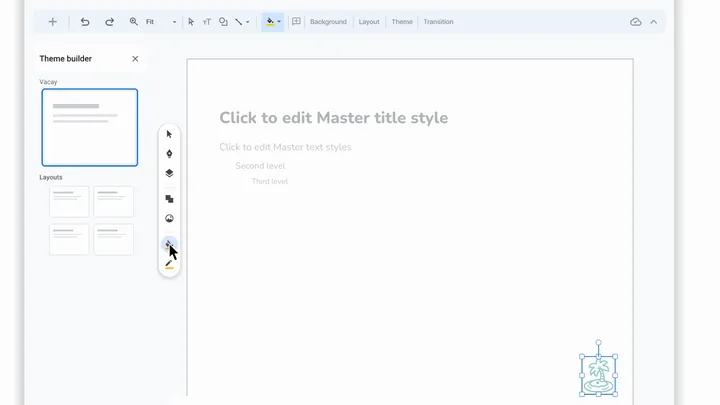 Fit
тT
Background
Layout
Theme
Transition
Theme builder
Vacay
Layouts
Click to edit Master title style
Click to edit Master text styles
Second level
Third level